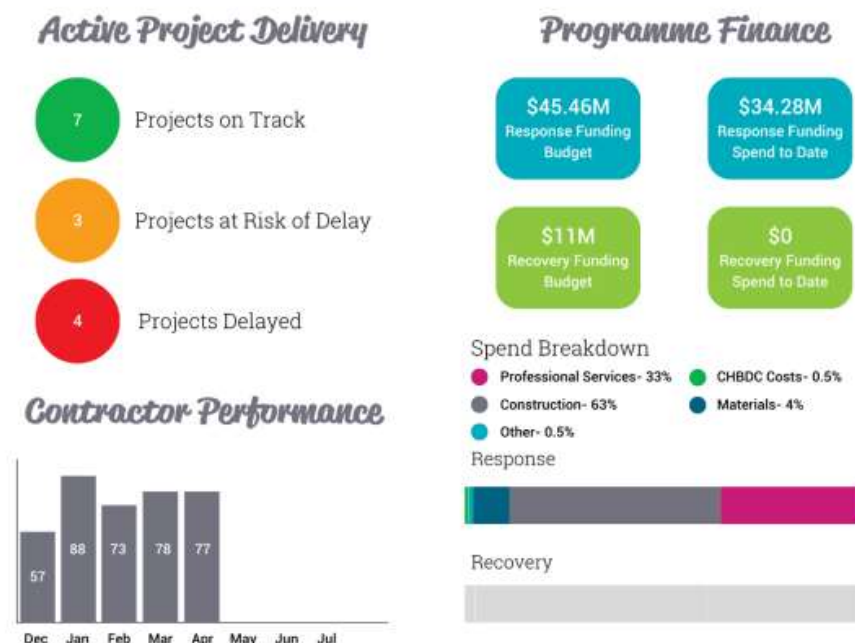 Active Project Delivery
7
Projects on Track
3
Projects at Risk of Delay
4
Projects Delayed
Contractor Performance
57
88
73
78
77
Dec Jan Feb Mar Apr May Jun Jul
Programme Finance
$45.46M
Response Funding
Budget
$34.28M
Response Funding
Spend to Date
$11M
Recovery Funding
Budget
$0
Recovery Funding
Spend to Date
Spend Breakdown
Professional Services- 33%
CHBDC Costs- 0.5%
Construction- 63%
Materials- 4%
Other- 0.5%
Response
Recovery